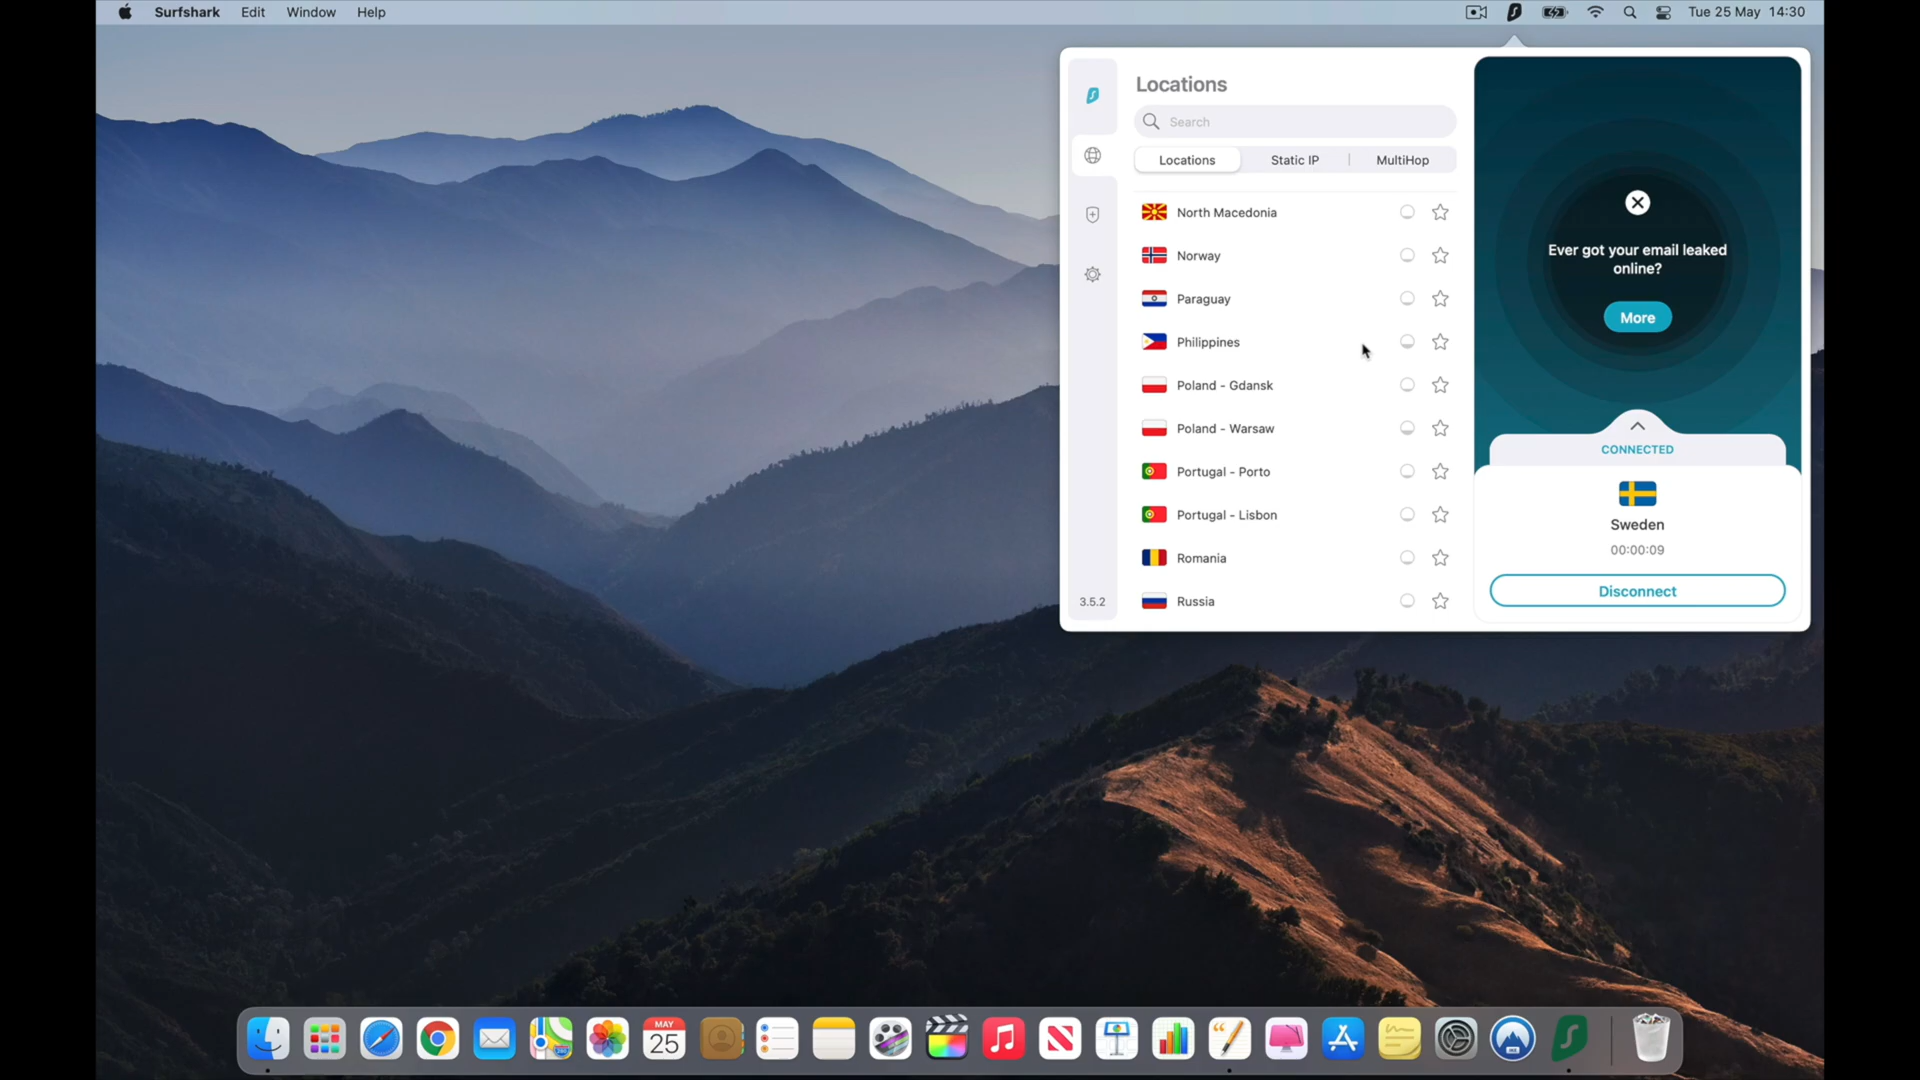 Surfshark Edit Window Help
Tue 25 May 14:30
Locations
Search
Locations Static IP MultiHop
North Macedonia
Norway
Paraguay
Philippines
Poland - Gdansk
Poland - Warsaw
Portugal - Porto
Portugal - Lisbon
Romania
Russia
3.5.2
Ever got your email leaked
online?
More
CONNECTED
Sweden
00:00:09
Disconnect
MAY
25